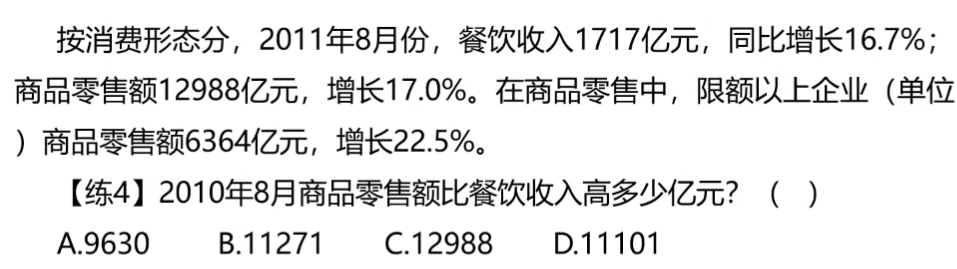 按消费形态分，2011年8月份，餐饮收入1717亿元，同比增长16.7%；
商品零售额12988亿元，增长17.0%。在商品零售中，限额以上企业（单位
）商品零售额6364亿元，增长22.5%。
【练4】2010年8月商品零售额比餐饮收入高多少亿元？（ ）
A.9630 B.11271 C.12988 D.11101